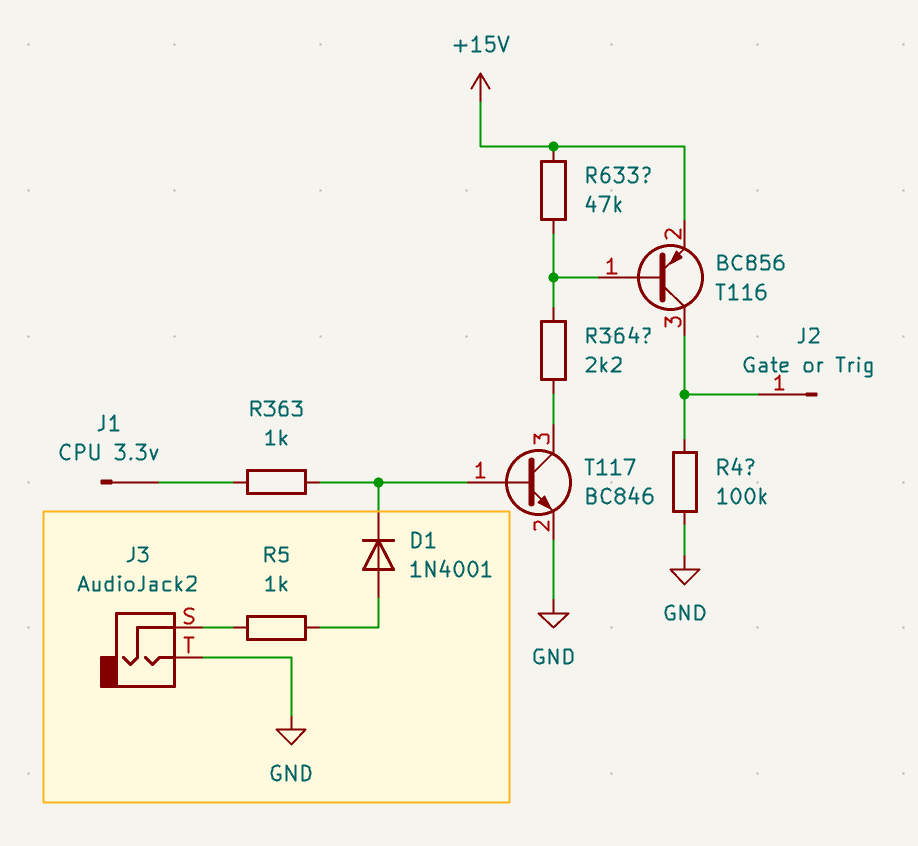 +15V
R633?
47k
2
BC856
T116
1
3
R364?
2k2
J2
Gate or Trig
1
J1
CPU 3.3v
R363
1k
3
1
T117
BC846
2
R4?
100k
GND
GND
D1
1N4001
J3
AudioJack2
R5
1k
S
T
GND